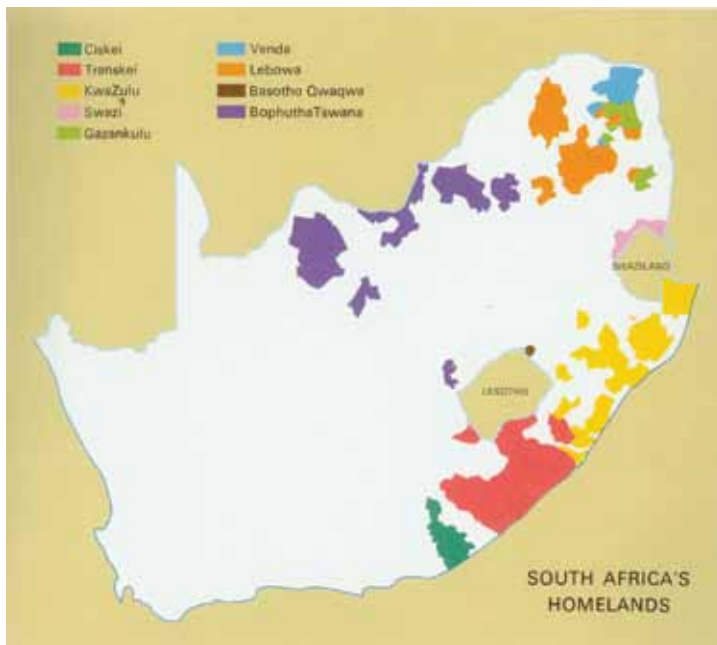 Ciskei
Transkei
KwaZulu
Swazi
Gazankulu
Venda
Lebowa
Basotho Qwaqwa
BophuthaTswana
SWAZILAND
LESOTHO
SOUTH AFRICA'S
HOMELANDS